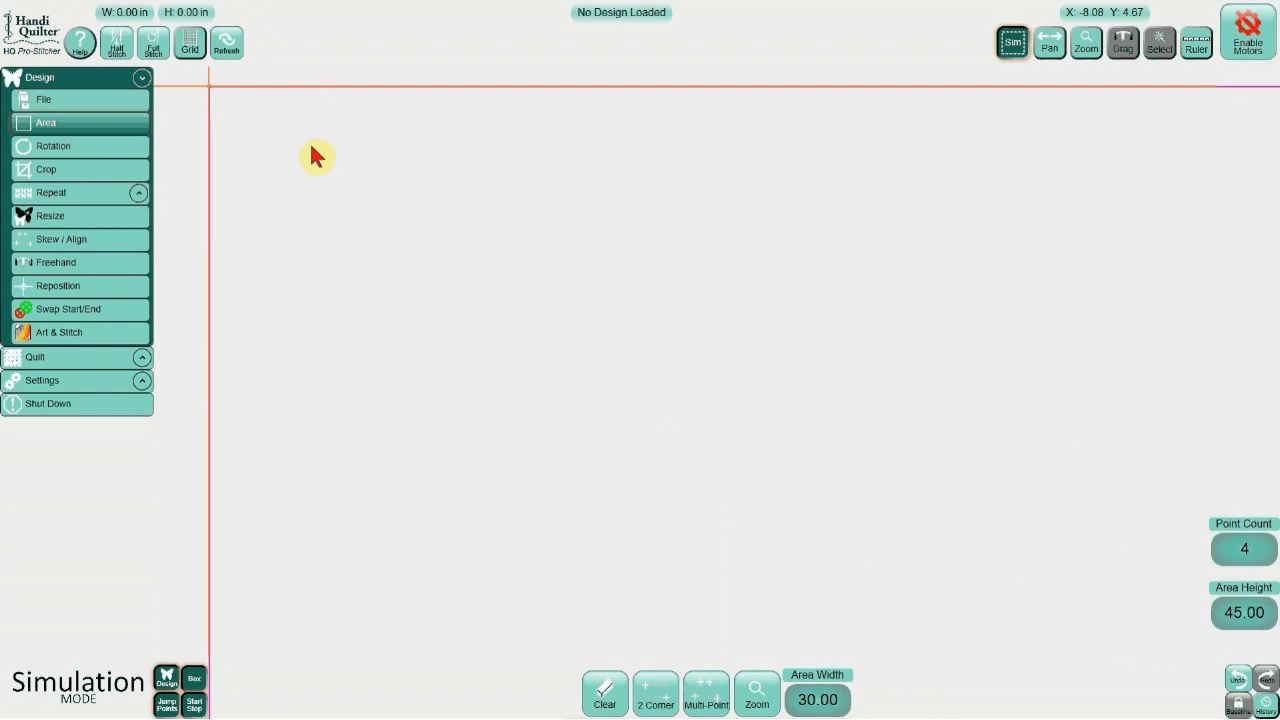 W: 0.00 in
H: 0.00 in
No Design Loaded
X: -8.08 Y: 4.67
Handi
Quilter
HQ Pro-Stitcher
Help
Half
Stitch
Full
Stitch
Grid
Refresh
Sim
Pan
Zoom
Drag
Select
Ruler
Enable
Motors
Design
File
Area
Rotation
Crop
Repeat
Resize
Skew / Align
Freehand
Reposition
Swap Start/End
Art & Stitch
Quilt
Settings
Shut Down
Point Count
4
Area Height
45.00
Simulation
MODE
Design
Box
Jump
Points
Start
Stop
Clear
2 Corner
Multi-Point
Zoom
Area Width
30.00
Undo
Redo
Baseline
History